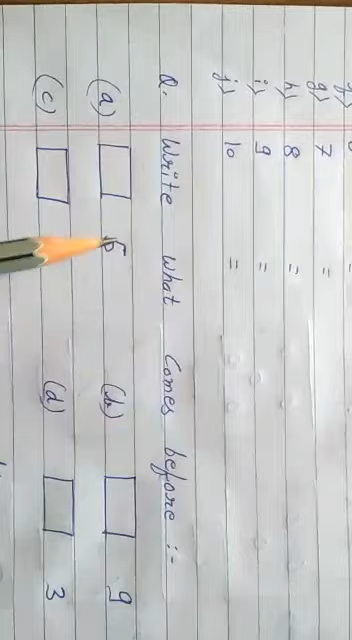 g) 7 =
h) 8 =
i) 9 =
j) 10 =
Q. Write what Comes before :-
(a) 5 (b) 9
(c) (d) 3